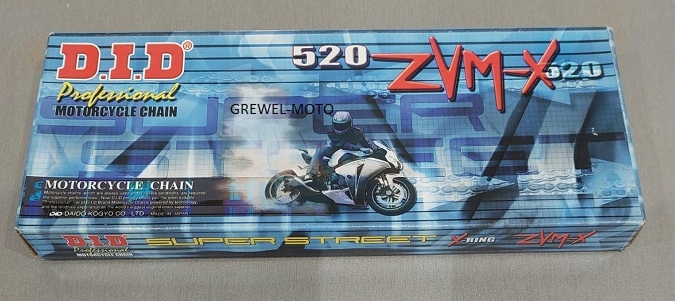 D.I.D®
Professional
MOTORCYCLE CHAIN
520 ZVM-X
520
GREWEL-MOTO
MOTORCYCLE CHAIN
DID DAIDO KOGYO CO., LTD. MADE IN JAPAN
D.I.D SUPER STREET X-RING ZVM-X
Professional
MOTORCYCLE CHAIN